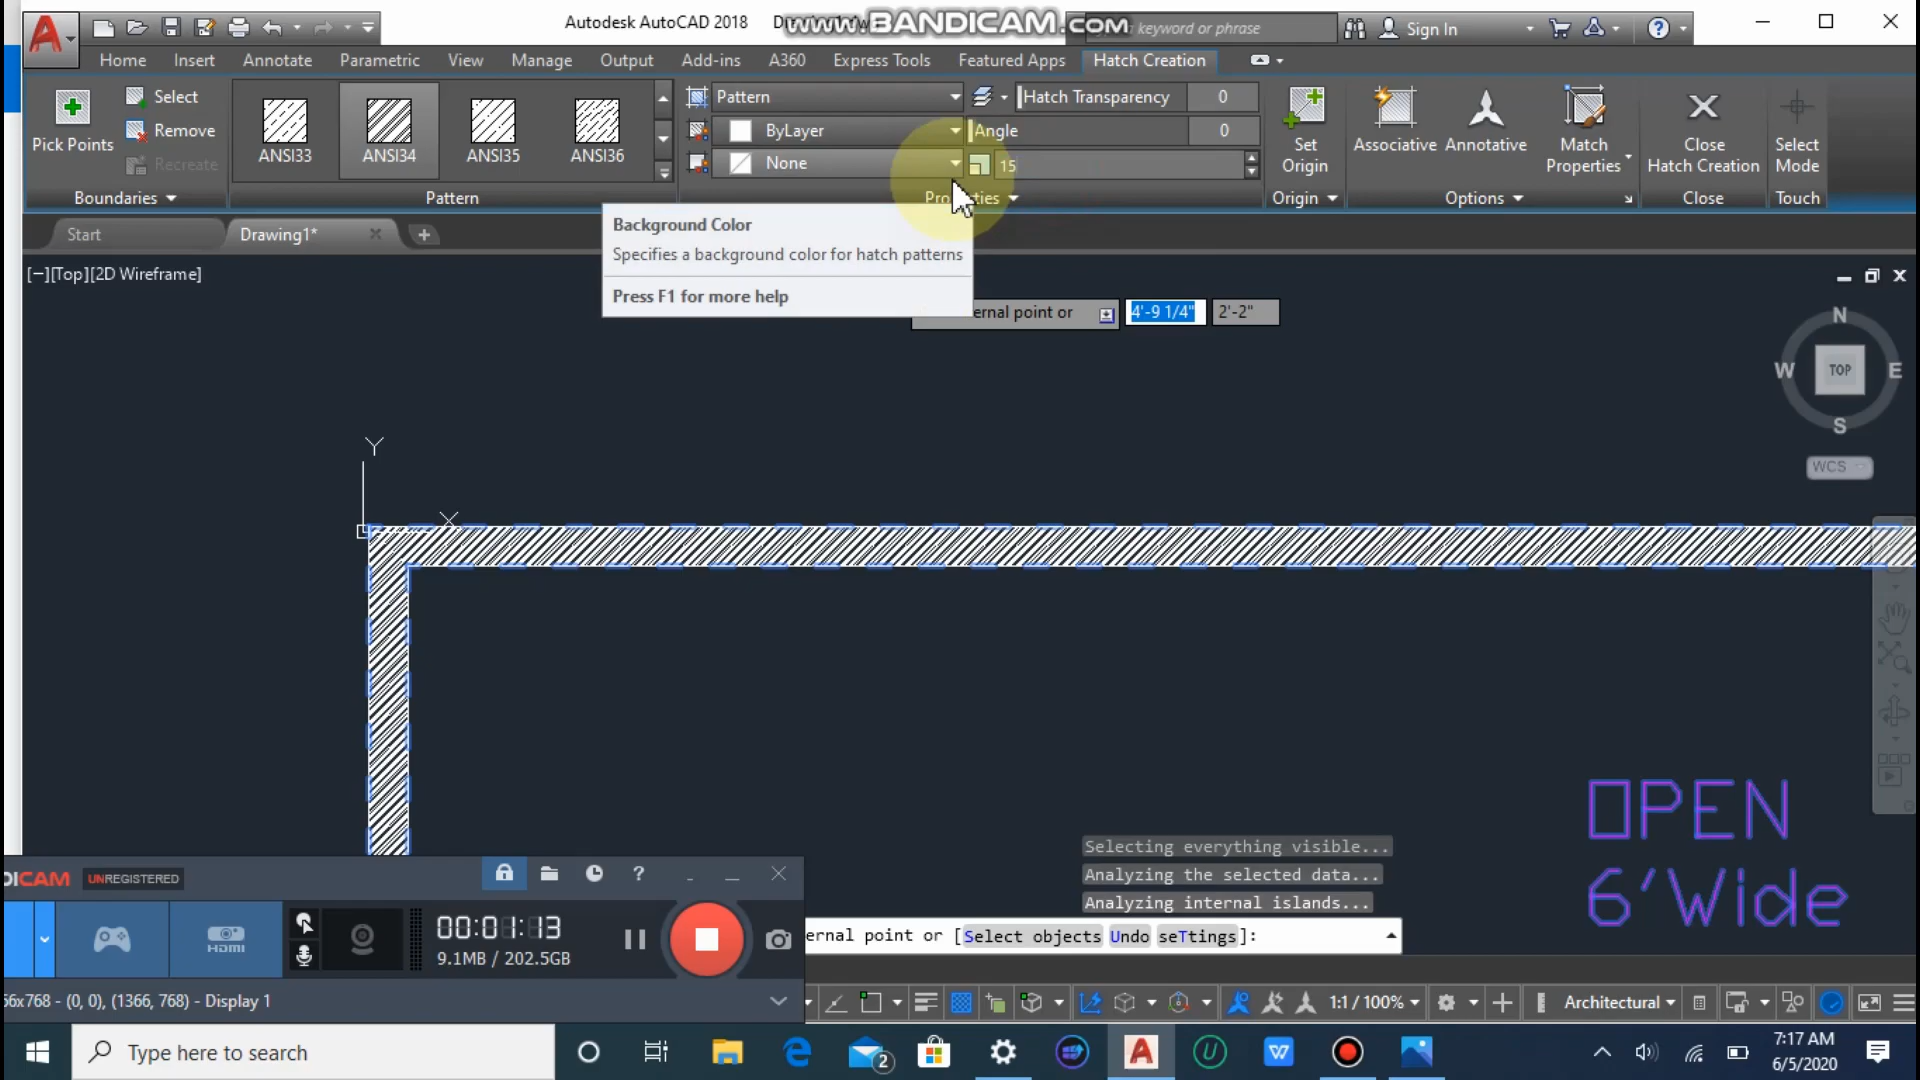 Autodesk AutoCAD 2018
www.BANDICAM.com
keyword or phrase
Sign In
Home Insert Annotate Parametric View Manage Output Add-ins A360 Express Tools Featured Apps Hatch Creation
Pick Points
Select
Remove
Recreate
ANSI33 ANSI34 ANSI35 ANSI36
Pattern
Hatch Transparency 0
ByLayer
Angle 0
None
15
Set Origin
Associative
Annotative
Match Properties
Close Hatch Creation
Select Mode
Boundaries
Pattern
Properties
Origin
Options
Close
Touch
Start
Drawing1*
Background Color
Specifies a background color for hatch patterns
Press F1 for more help
[−][Top][2D Wireframe]
ernal point or
4'-9 1/4"
2'-2"
N
W TOP E
S
WCS
Y
X
OPEN
6'Wide
Selecting everything visible...
Analyzing the selected data...
Analyzing internal islands...
ernal point or [Select objects Undo seTtings]:
DICAM UNREGISTERED
HDMI
00:01:13
9.1MB / 202.5GB
66x768 - (0, 0), (1366, 768) - Display 1
1:1 / 100%
Architectural
Type here to search
2
7:17 AM
6/5/2020